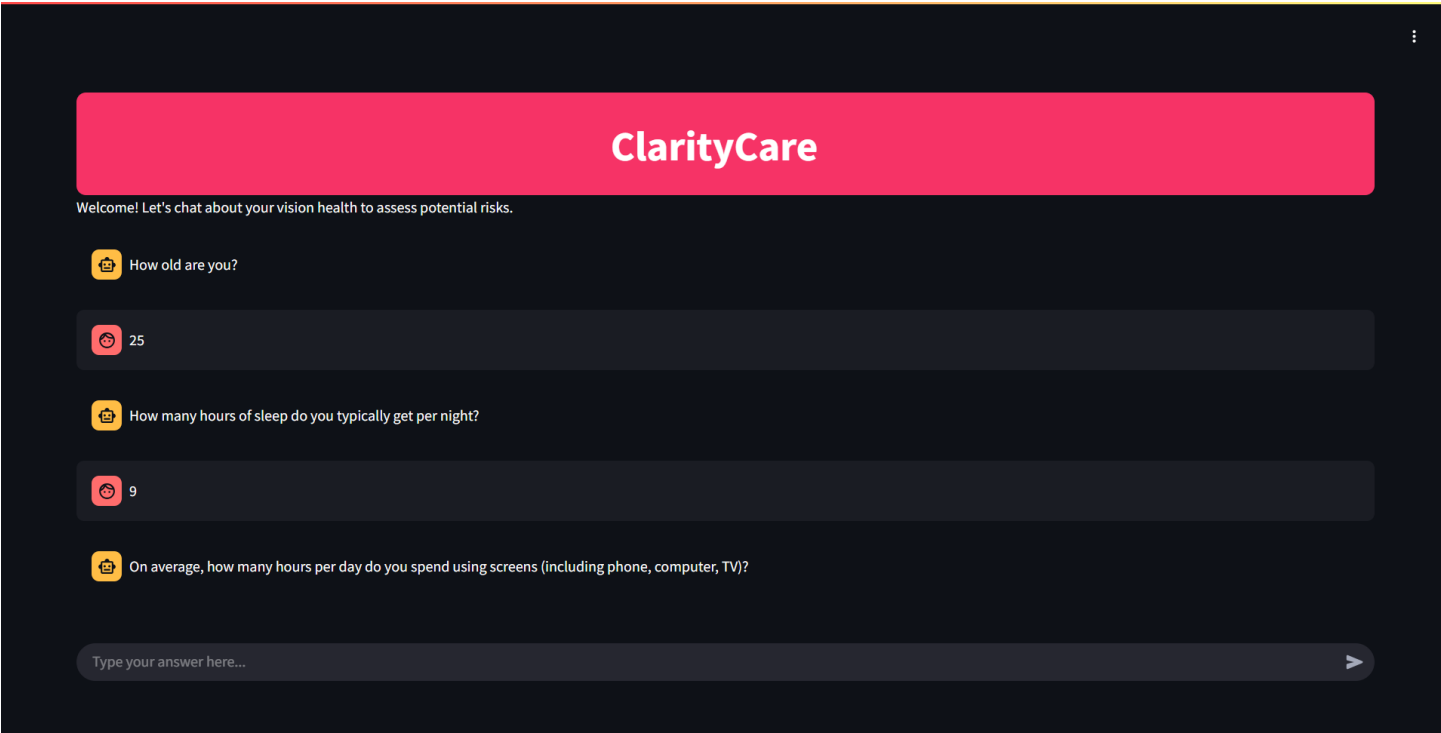 ClarityCare
Welcome! Let's chat about your vision health to assess potential risks.
How old are you?
25
How many hours of sleep do you typically get per night?
9
On average, how many hours per day do you spend using screens (including phone, computer, TV)?
Type your answer here...